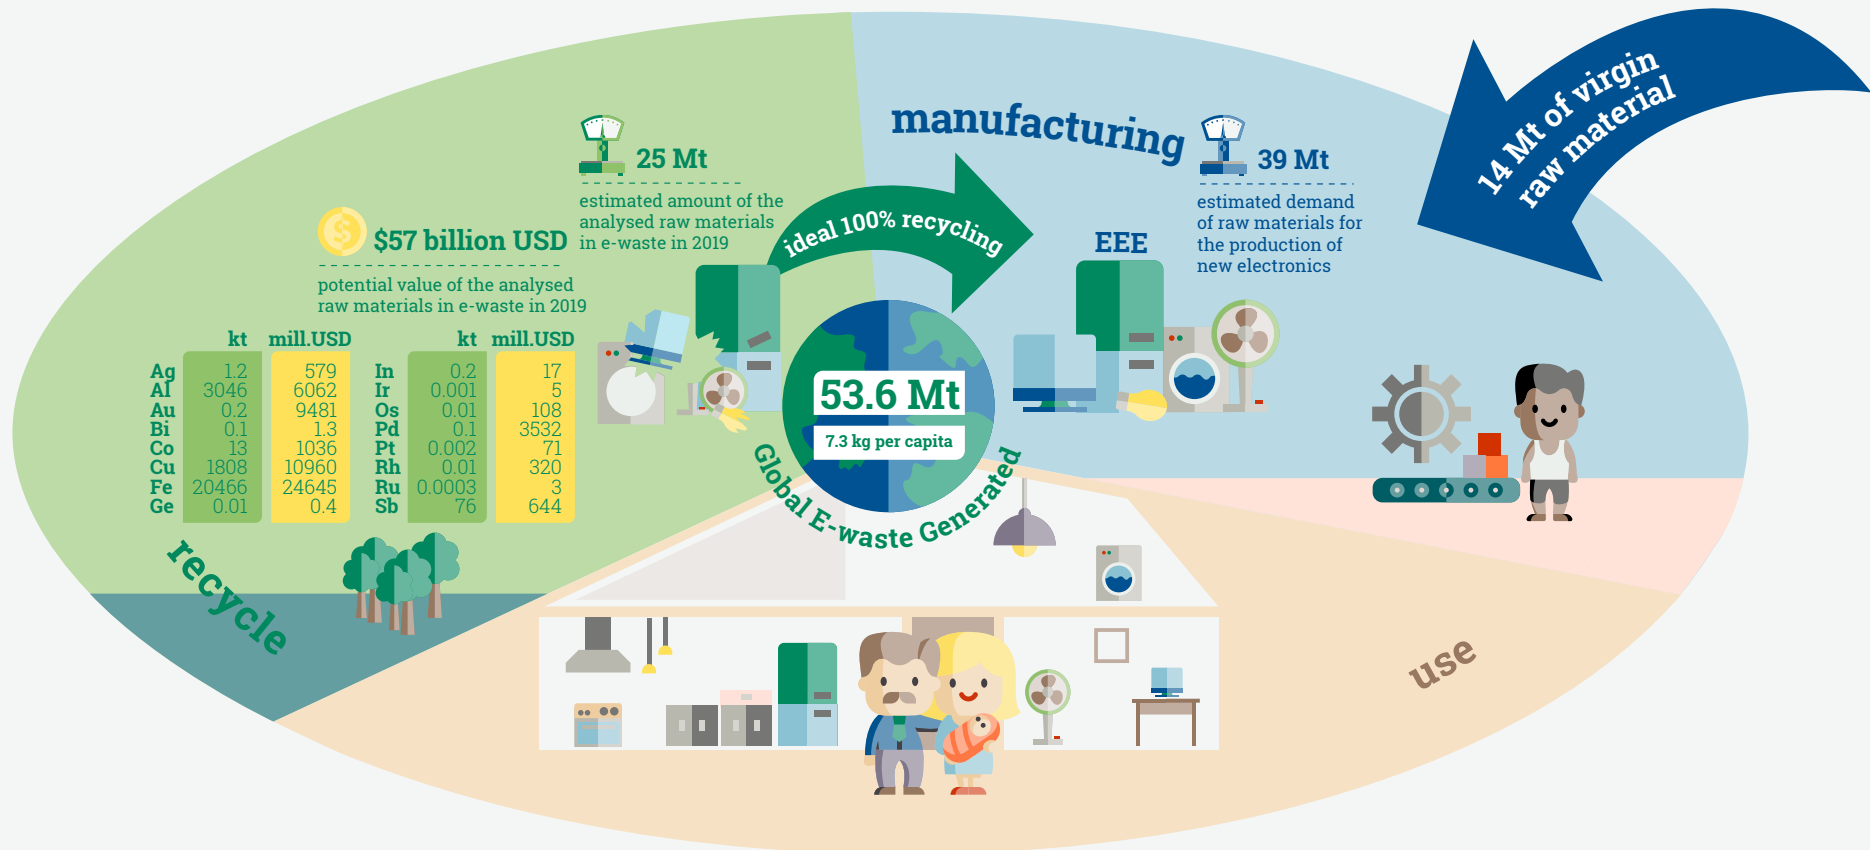 manufacturing
14 Mt of virgin
raw material
25 Mt
estimated amount of the
analysed raw materials
in e-waste in 2019
39 Mt
estimated demand
of raw materials for
the production of
new electronics
ideal 100% recycling
EEE
$57 billion USD
potential value of the analysed
raw materials in e-waste in 2019
kt mill.USD kt mill.USD
Ag 1.2 579 In 0.2 17
Al 3046 6062 Ir 0.001 5
Au 0.2 9481 Os 0.01 108
Bi 0.1 1.3 Pd 0.1 3532
Co 13 1036 Pt 0.002 71
Cu 1808 10960 Rh 0.01 320
Fe 20466 24645 Ru 0.0003 3
Ge 0.01 0.4 Sb 76 644
53.6 Mt
7.3 kg per capita
Global E-waste Generated
recycle
use